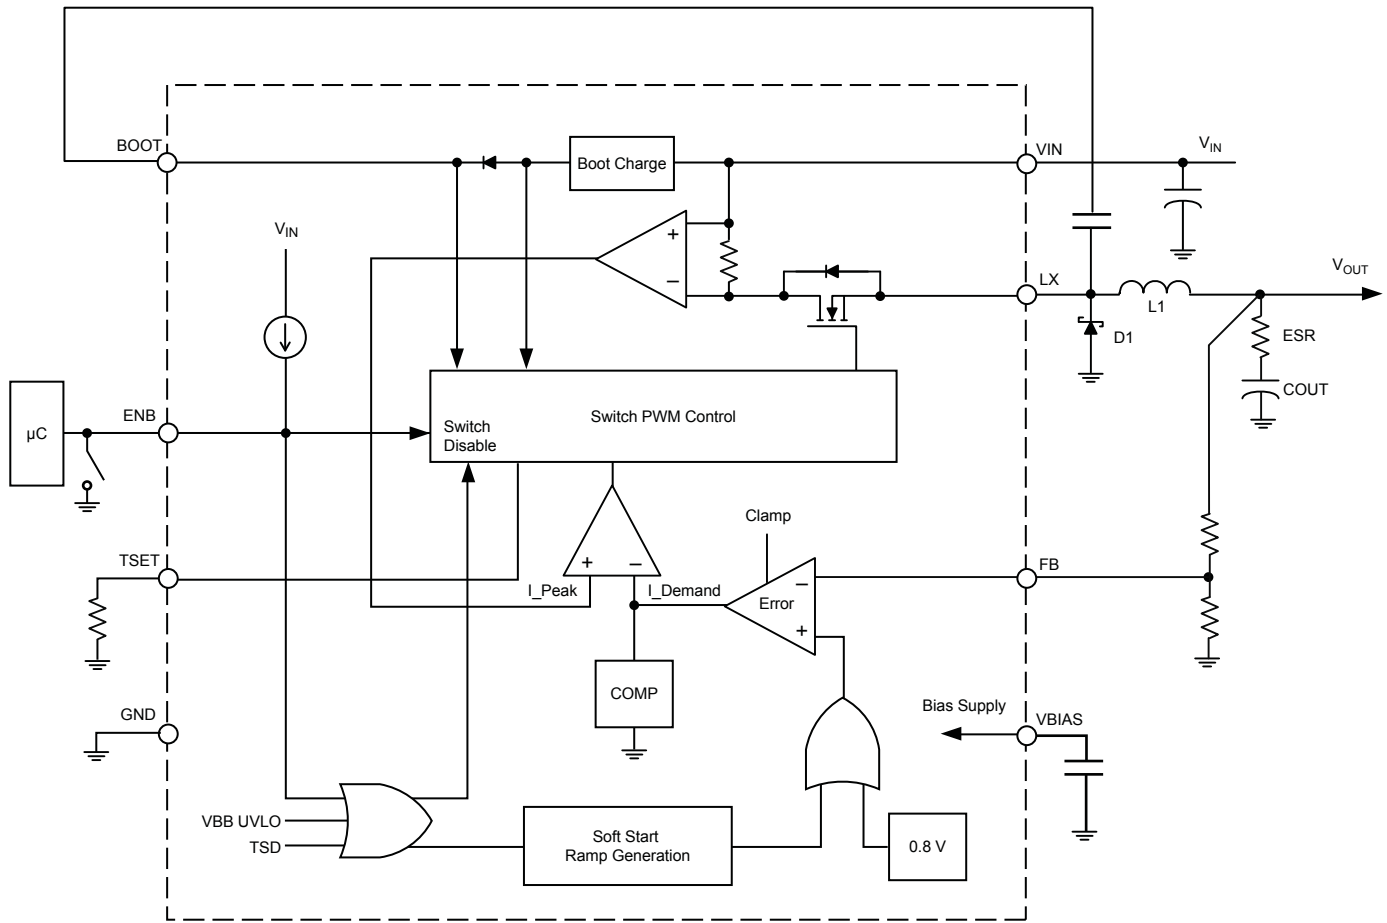 BOOT
Boot Charge
VIN
VIN
VIN
+
−
LX
VOUT
L1
D1
ESR
COUT
µC
ENB
Switch
Disable
Switch PWM Control
Clamp
TSET
+
−
I_Peak
I_Demand
Error
−
+
FB
COMP
GND
Bias Supply
VBIAS
VBB UVLO
TSD
Soft Start
Ramp Generation
0.8 V